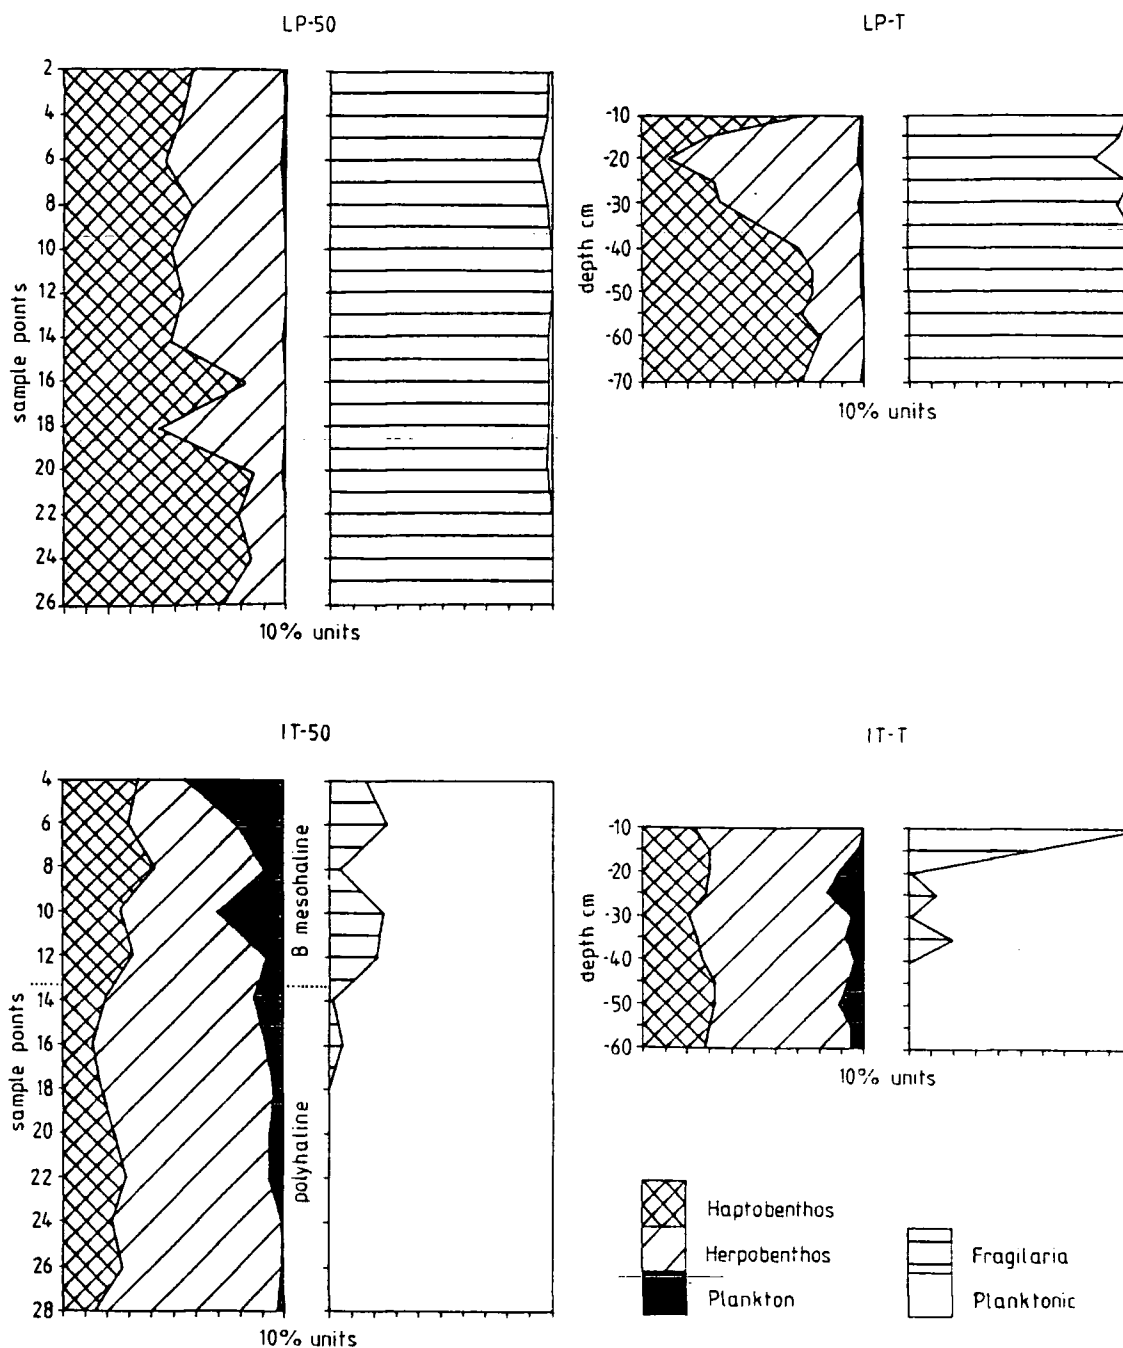 LP-50
LP-T
2
4
6
8
10
12
14
16
18
20
22
24
26
sample points
10% units
-10
-20
-30
-40
-50
-60
-70
depth cm
10% units
IT-50
IT-T
4
6
8
10
12
14
16
18
20
22
24
26
28
sample points
B mesohaline
polyhaline
10% units
-10
-20
-30
-40
-50
-60
depth cm
10% units
Haptobenthos
Herpobenthos
Plankton
Fragilaria
Planktonic